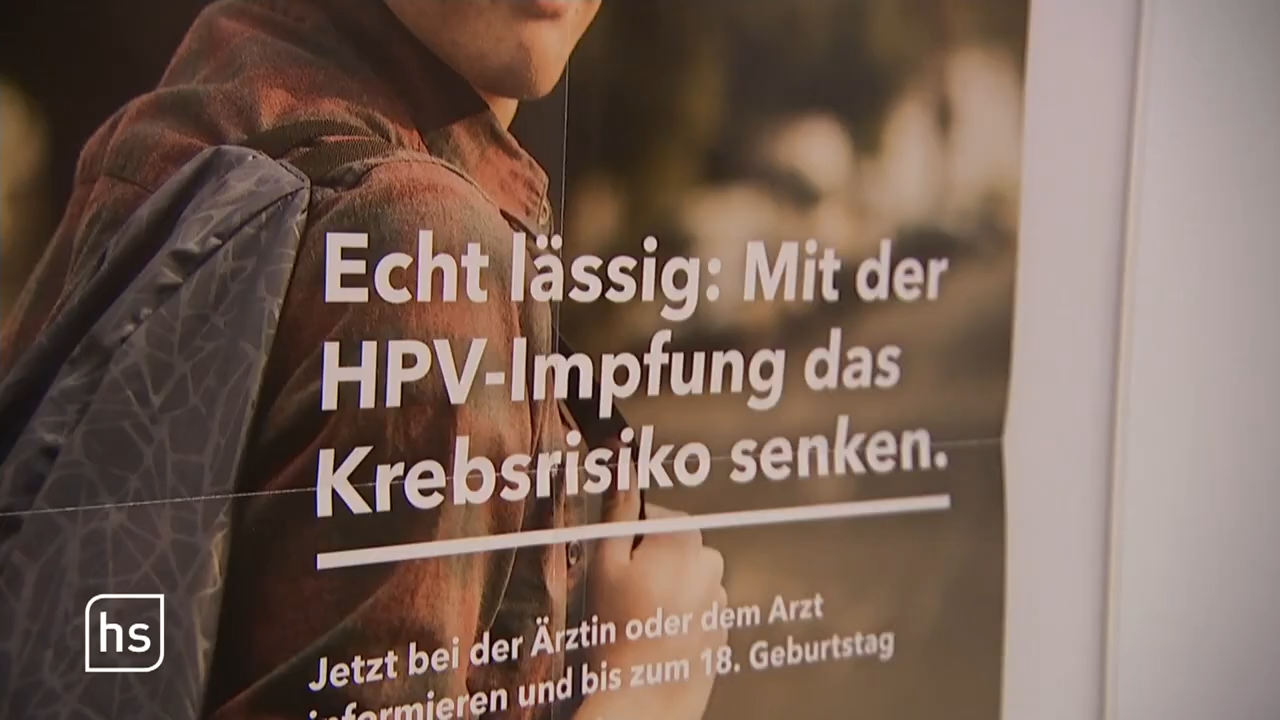 Echt lässig: Mit der
HPV-Impfung das
Krebsrisiko senken.
Jetzt bei der Ärztin oder dem Arzt
informieren und bis zum 18. Geburtstag
hs